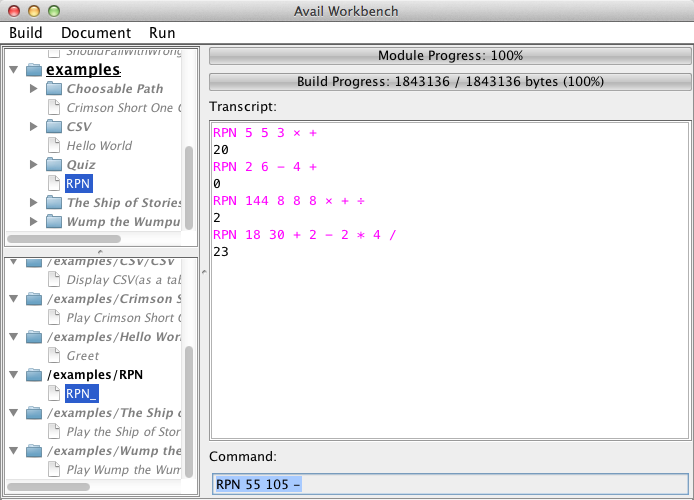 Avail Workbench
Build Document Run
ShouldFailWithWrong
examples
Choosable Path
Crimson Short One
CSV
Hello World
Quiz
RPN
The Ship of Stories
Wump the Wumpu
/examples/CSV/CSV
Display CSV(as a tab
/examples/Crimson S
Play Crimson Short
/examples/Hello Wor
Greet
/examples/RPN
RPN_
/examples/The Ship
Play the Ship of Stor
/examples/Wump the
Play Wump the Wum
Module Progress: 100%
Build Progress: 1843136 / 1843136 bytes (100%)
Transcript:
RPN 5 5 3 × +
20
RPN 2 6 − 4 +
0
RPN 144 8 8 8 × + ÷
2
RPN 18 30 + 2 − 2 * 4 /
23
Command:
RPN 55 105 −